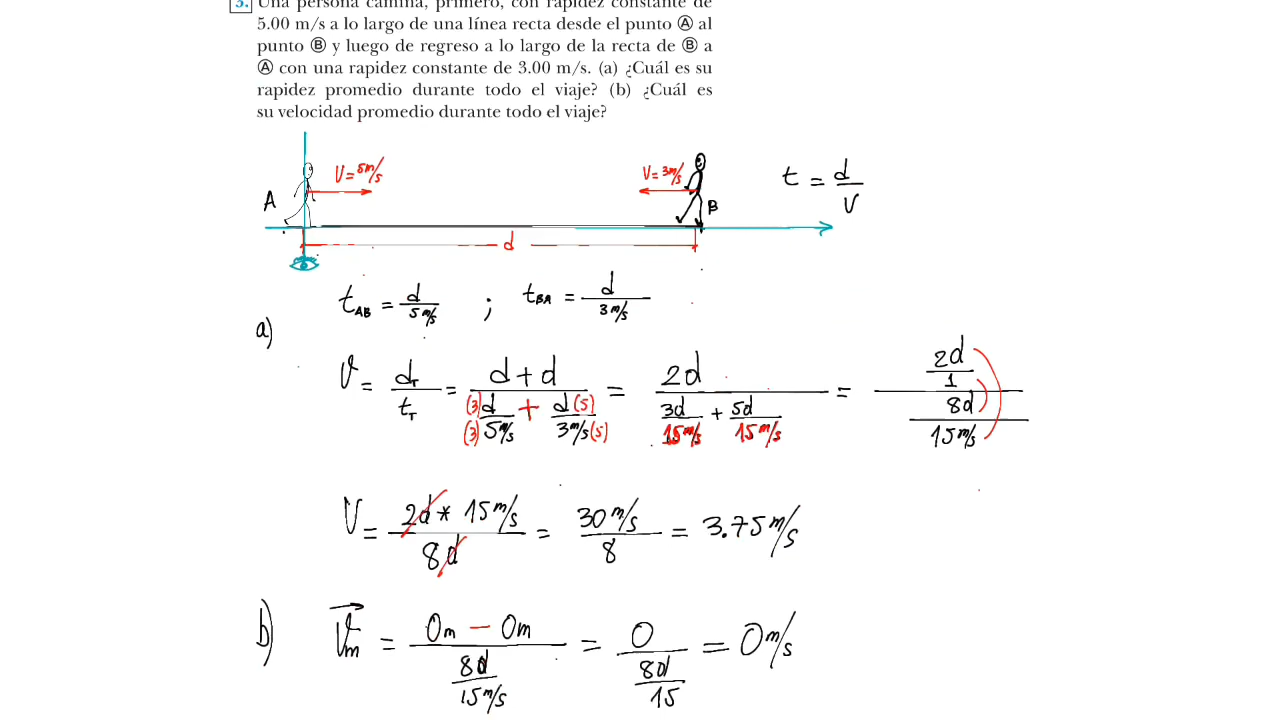 3. Una persona camina, primero, con rapidez constante de
5.00 m/s a lo largo de una línea recta desde el punto Ⓐ al
punto Ⓑ y luego de regreso a lo largo de la recta de Ⓑ a
Ⓐ con una rapidez constante de 3.00 m/s. (a) ¿Cuál es su
rapidez promedio durante todo el viaje? (b) ¿Cuál es
su velocidad promedio durante todo el viaje?
V = 5m/s V = 3m/s t = d/V
A B
d
t_AB = d/5m/s ; t_BA = d/3m/s
a)
V = d_T/t_T = (d + d)/((3)d/(3)5m/s + d(5)/3m/s(5)) = 2d/(3d/15m/s + 5d/15m/s) = (2d/1)/(8d/15m/s)
V = 2d * 15m/s / 8d = 30m/s / 8 = 3.75m/s
b) V_m = (0m - 0m)/(8d/15m/s) = 0/(8d/15) = 0m/s